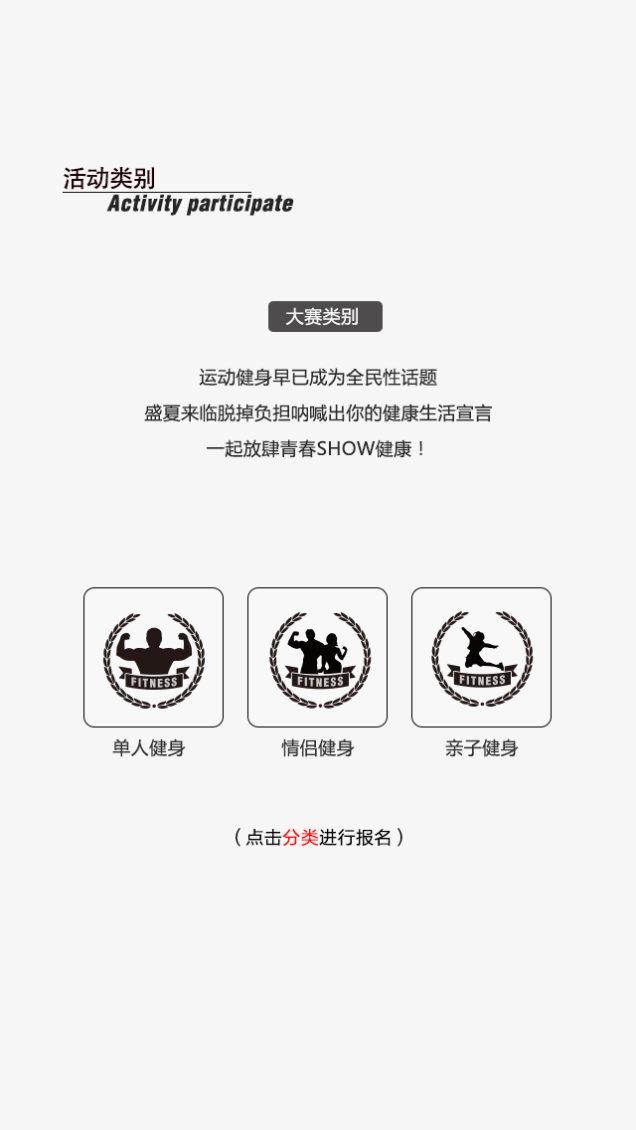 活动类别
Activity participate
大赛类别
运动健身早已成为全民性话题
盛夏来临脱掉负担呐喊出你的健康生活宣言
一起放肆青春SHOW健康！
FITNESS
FITNESS
FITNESS
单人健身
情侣健身
亲子健身
（点击分类进行报名）